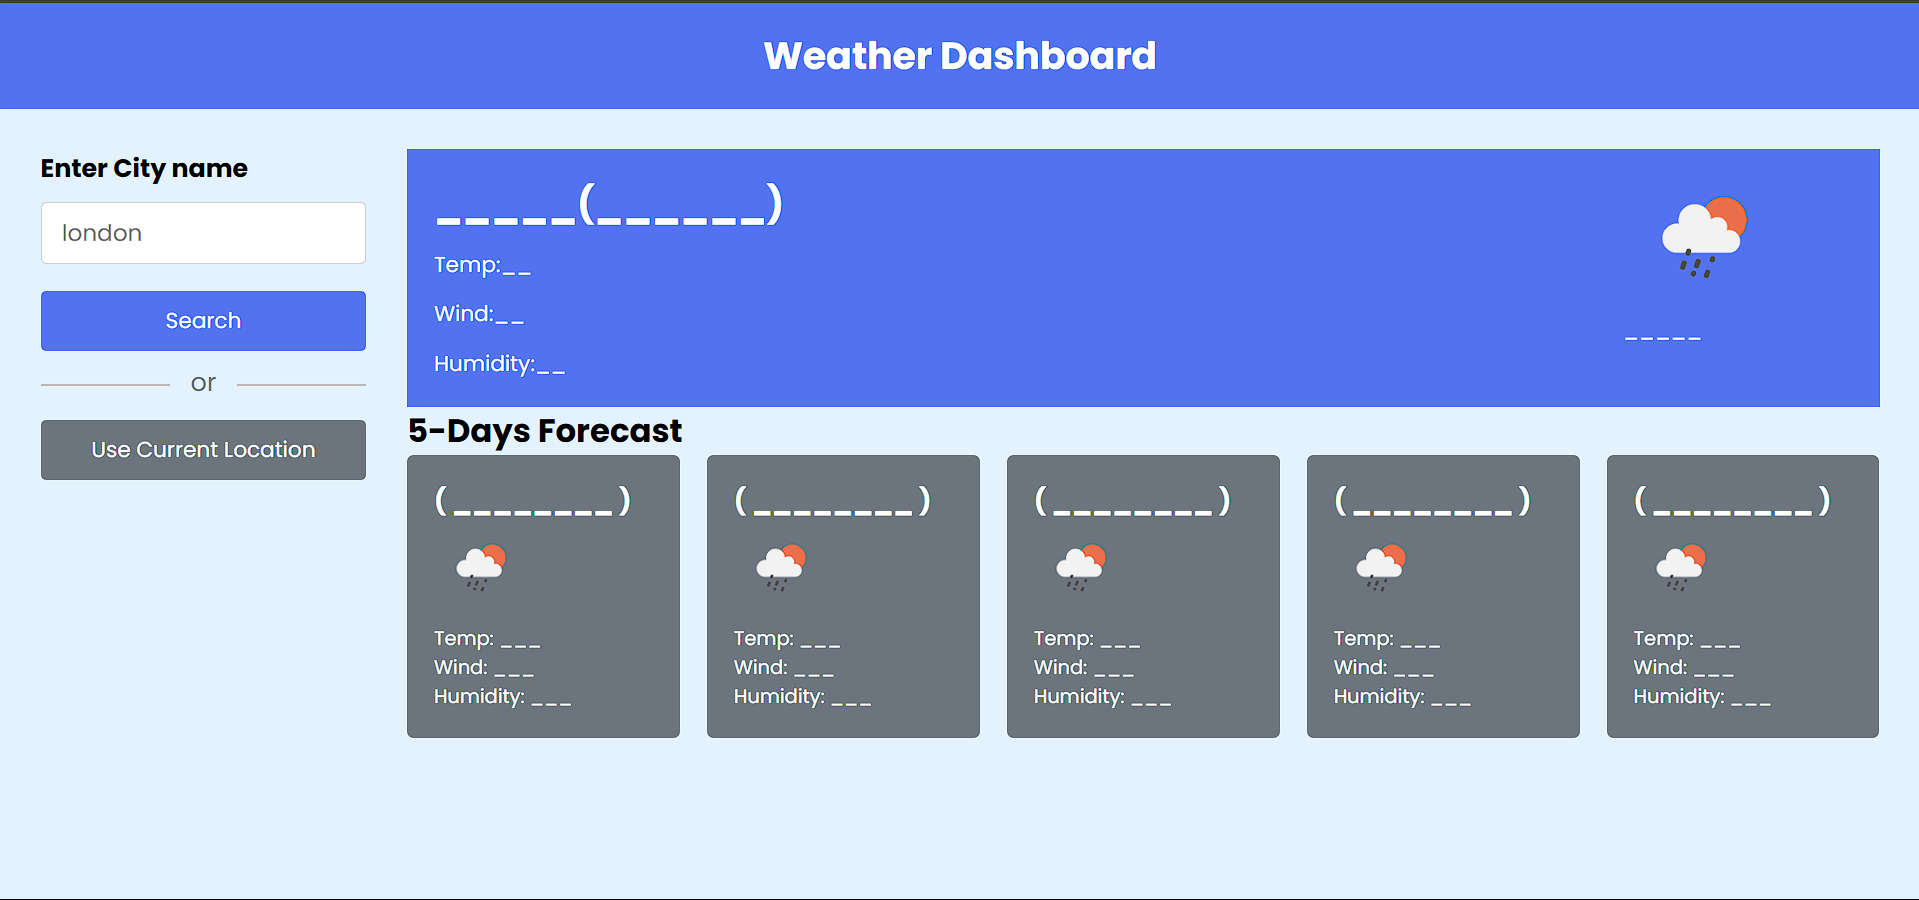 Weather Dashboard
Enter City name
london
Search
or
Use Current Location
_____(______)
Temp:__
Wind:__
Humidity:__
_____
5-Days Forecast
(________)
Temp: ___
Wind: ___
Humidity: ___
(________)
Temp: ___
Wind: ___
Humidity: ___
(________)
Temp: ___
Wind: ___
Humidity: ___
(________)
Temp: ___
Wind: ___
Humidity: ___
(________)
Temp: ___
Wind: ___
Humidity: ___